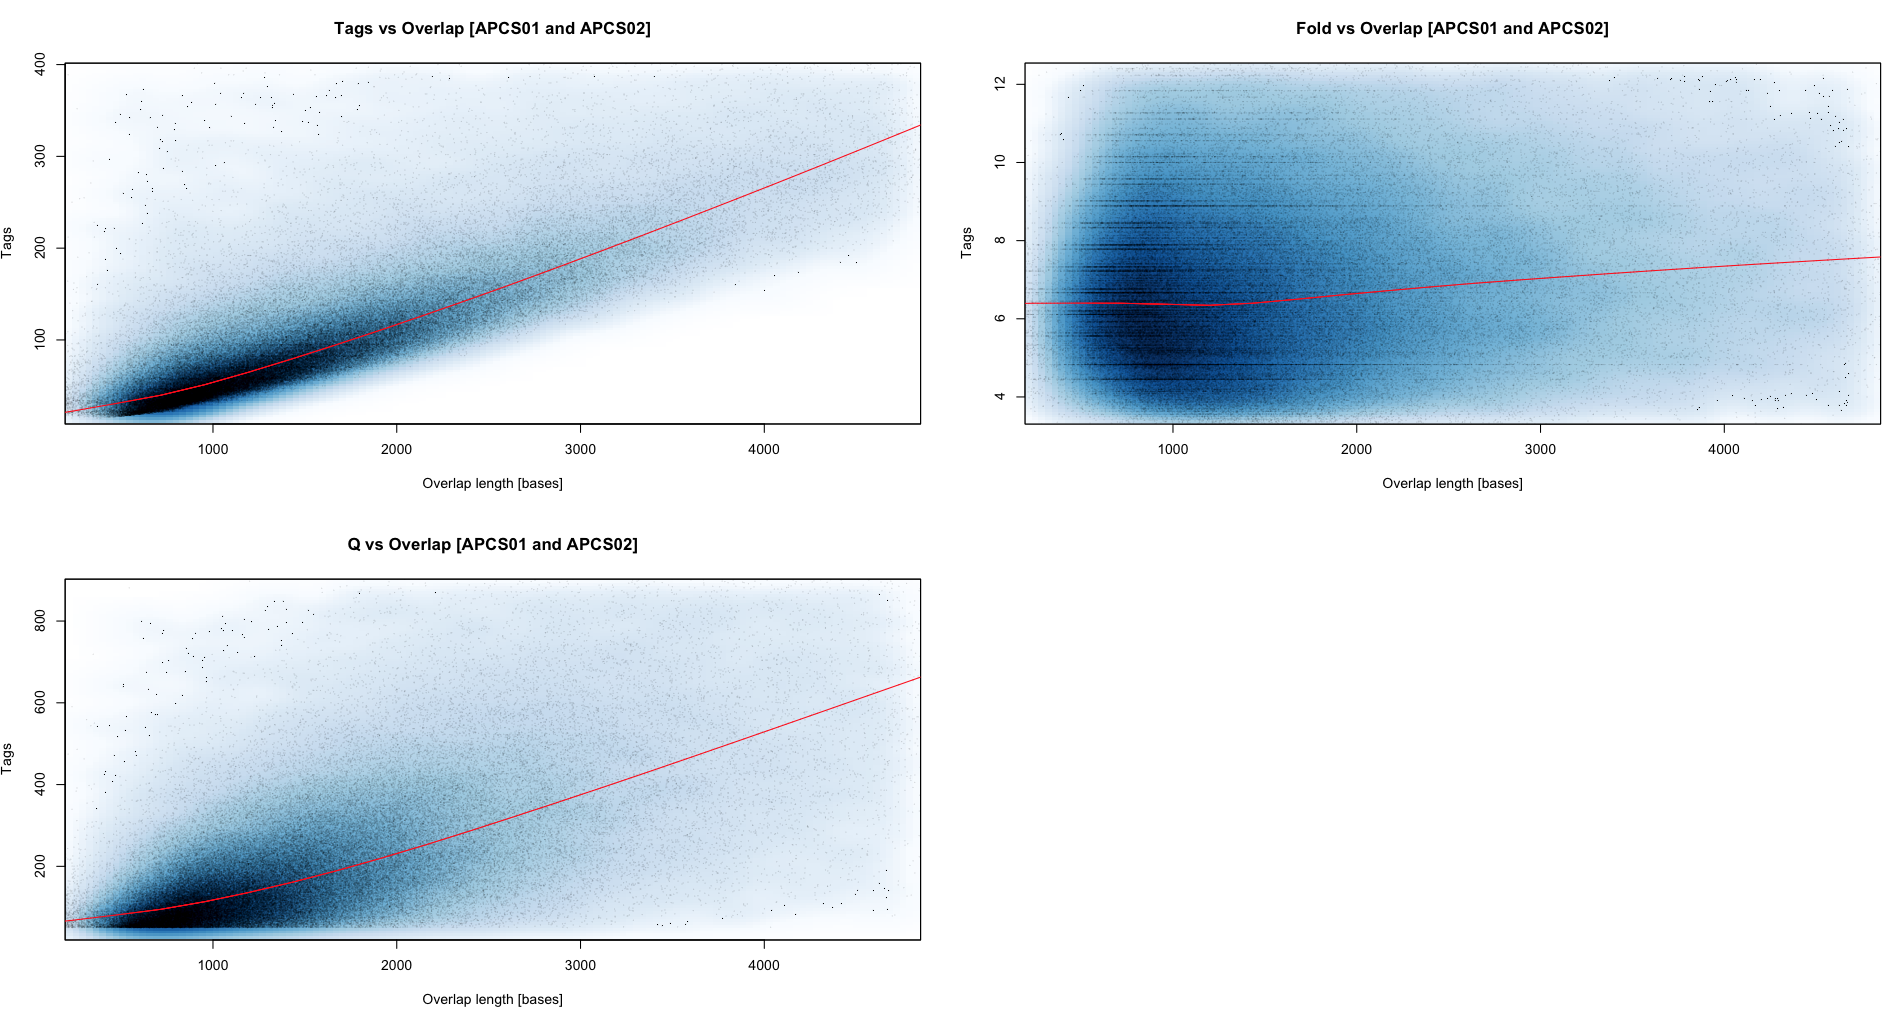 Tags vs Overlap [APCS01 and APCS02]
Tags
400
300
200
100
1000 2000 3000 4000
Overlap length [bases]
Fold vs Overlap [APCS01 and APCS02]
Tags
12
10
8
6
4
1000 2000 3000 4000
Overlap length [bases]
Q vs Overlap [APCS01 and APCS02]
Tags
800
600
400
200
1000 2000 3000 4000
Overlap length [bases]